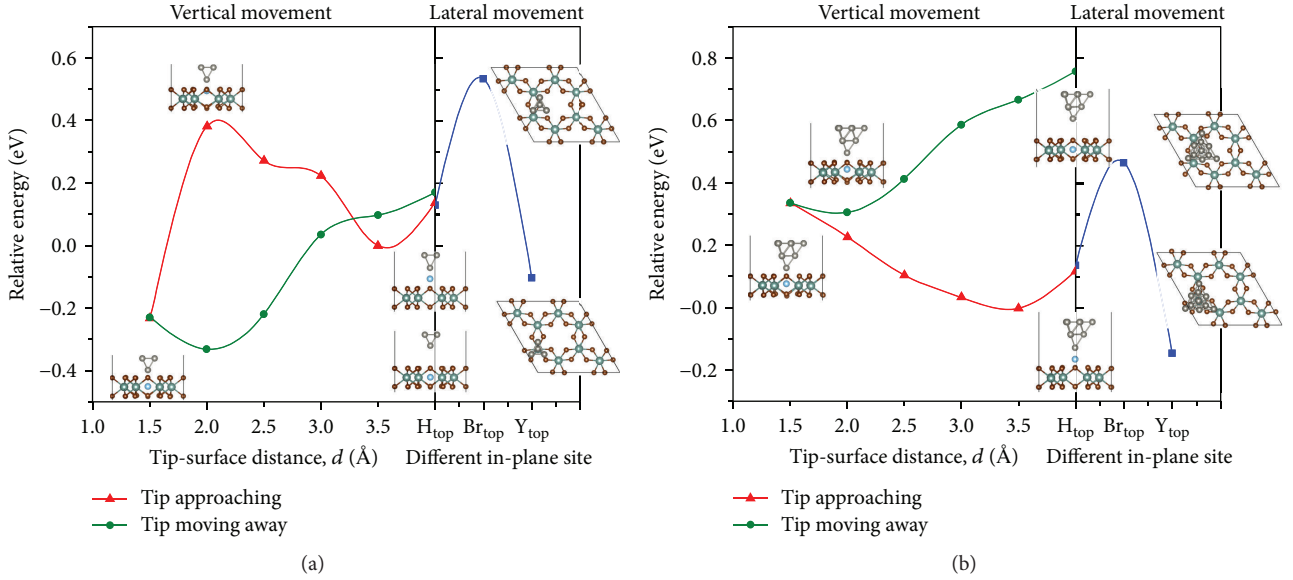 Vertical movement Lateral movement
0.6
0.4
0.2
0.0
−0.2
−0.4
Relative energy (eV)
1.0 1.5 2.0 2.5 3.0 3.5 H_top Br_top Y_top
Tip-surface distance, d (Å) Different in-plane site
Tip approaching
Tip moving away
(a)
Vertical movement Lateral movement
0.8
0.6
0.4
0.2
−0.0
−0.2
Relative energy (eV)
1.0 1.5 2.0 2.5 3.0 3.5 H_top Br_top Y_top
Tip-surface distance, d (Å) Different in-plane site
Tip approaching
Tip moving away
(b)